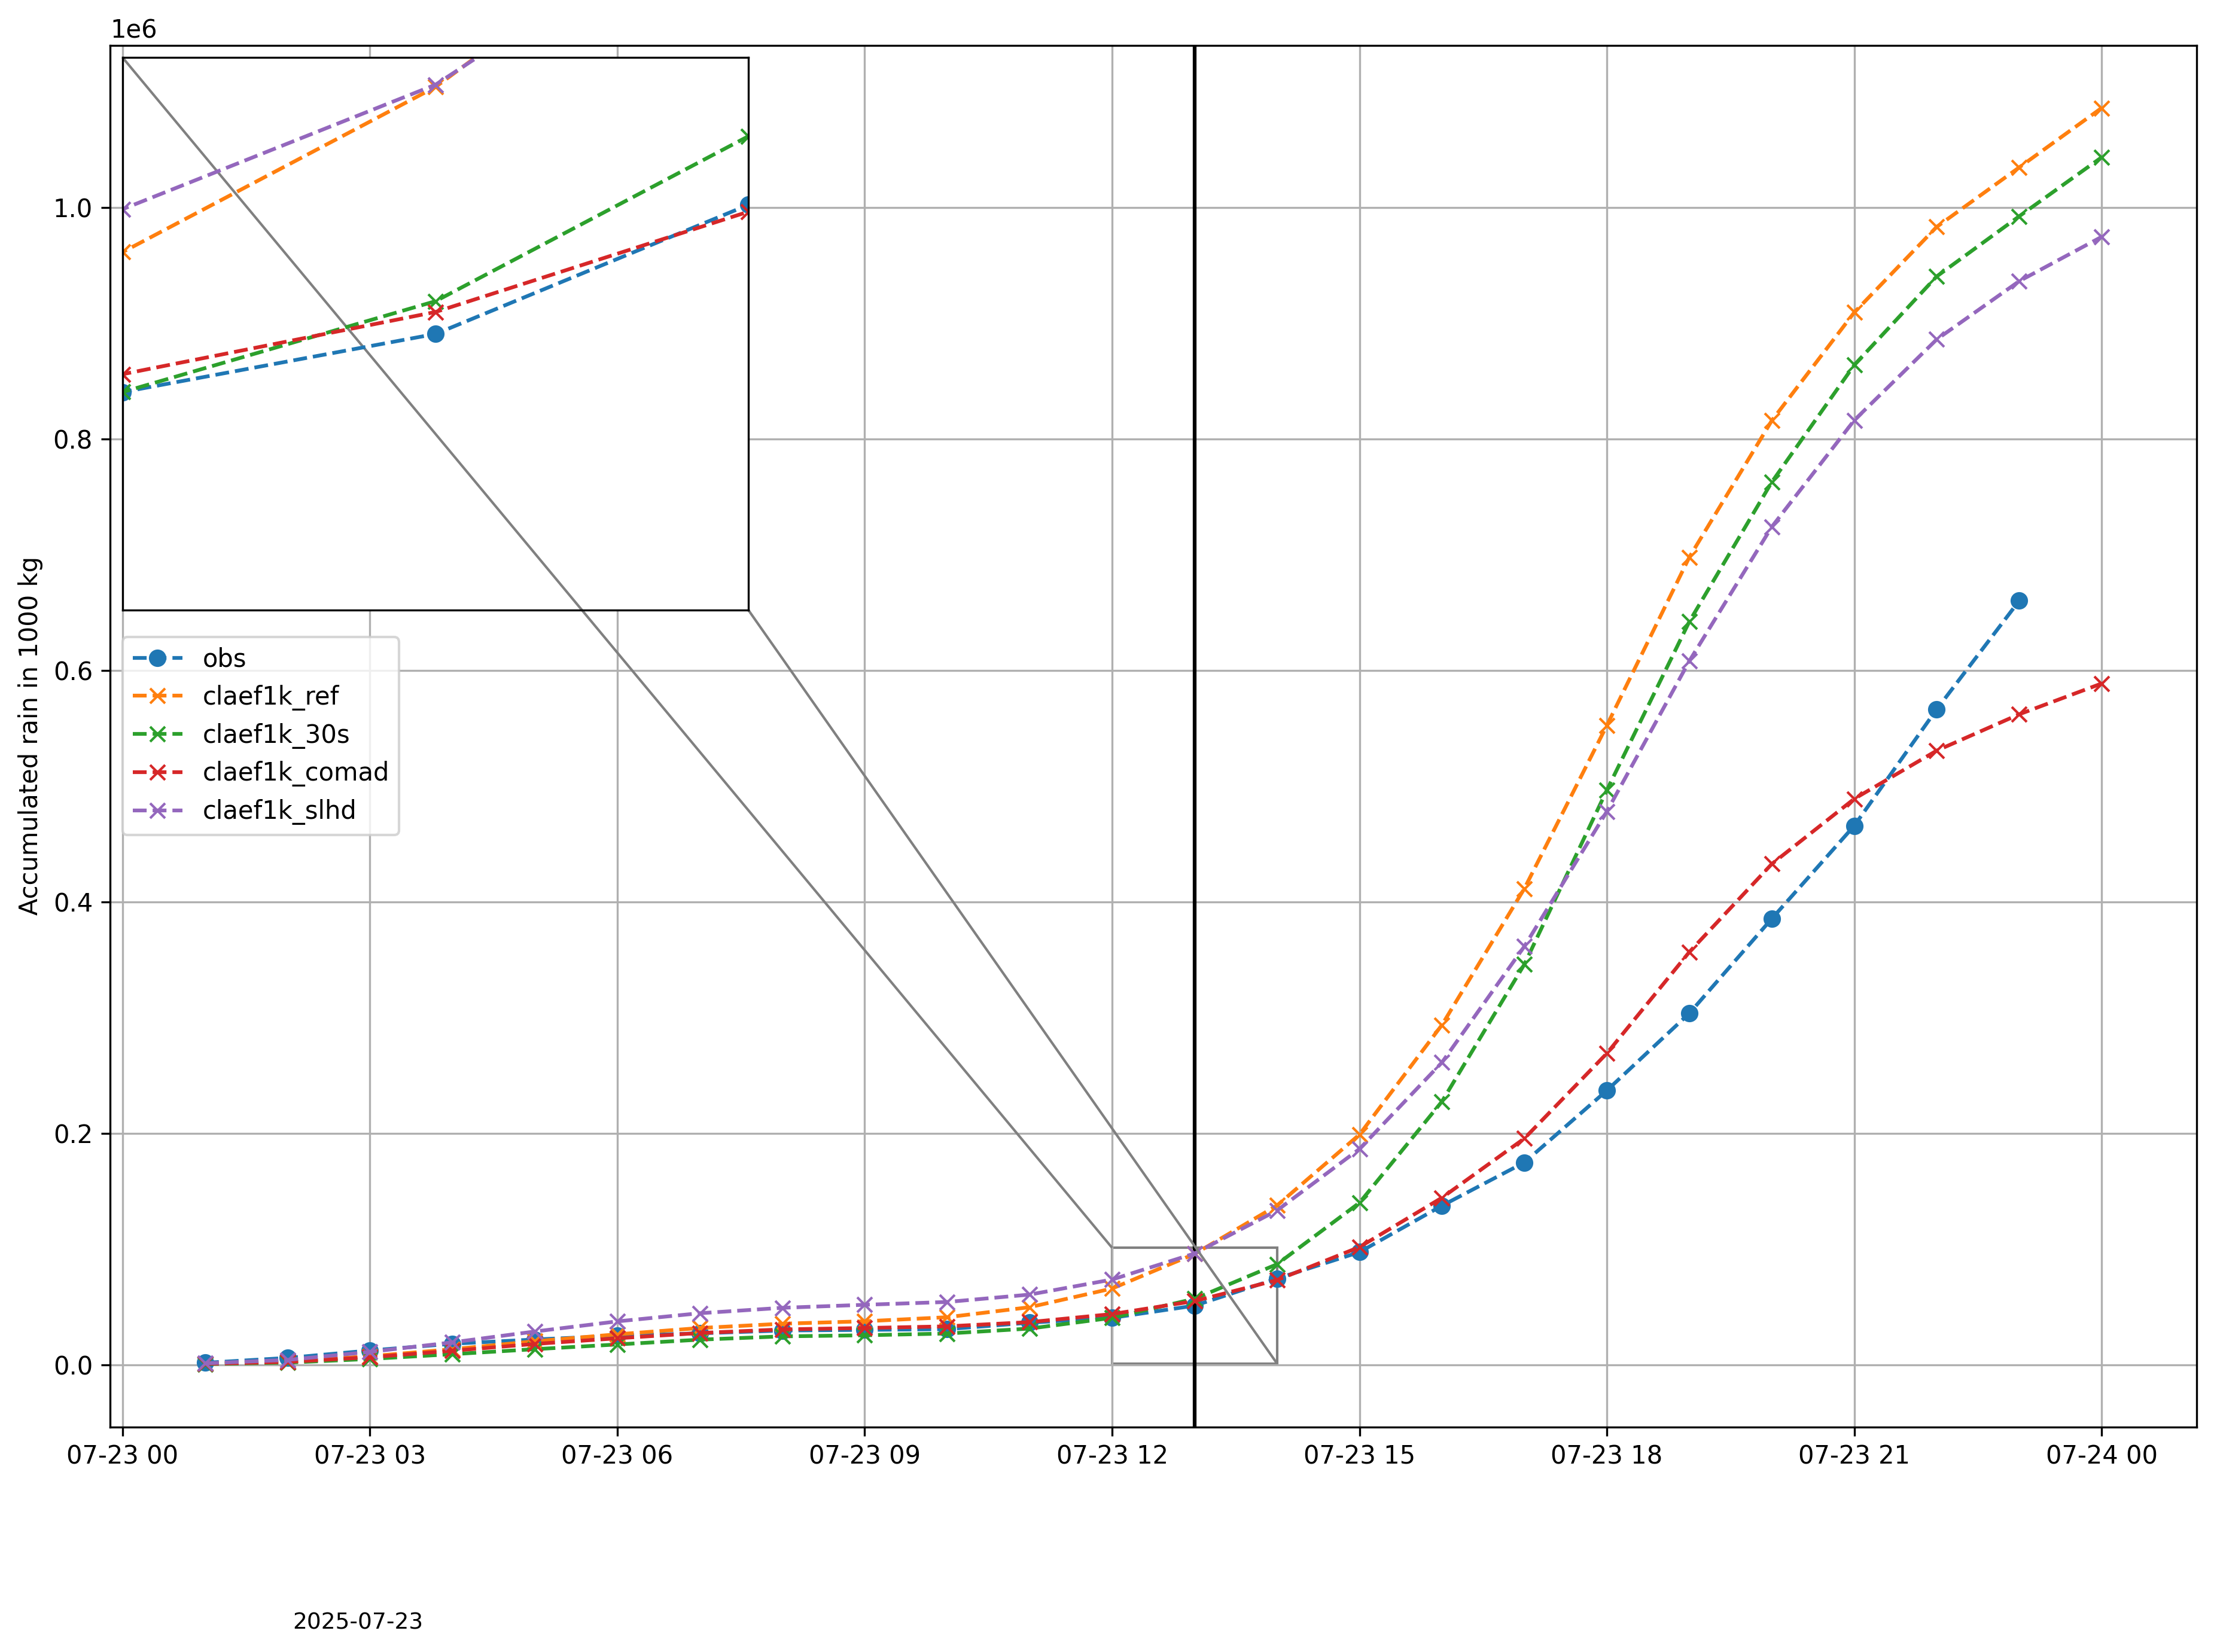 1e6
1.0
0.8
0.6
0.4
0.2
0.0
Accumulated rain in 1000 kg
obs
claef1k_ref
claef1k_30s
claef1k_comad
claef1k_slhd
07-23 00 07-23 03 07-23 06 07-23 09 07-23 12 07-23 15 07-23 18 07-23 21 07-24 00
2025-07-23